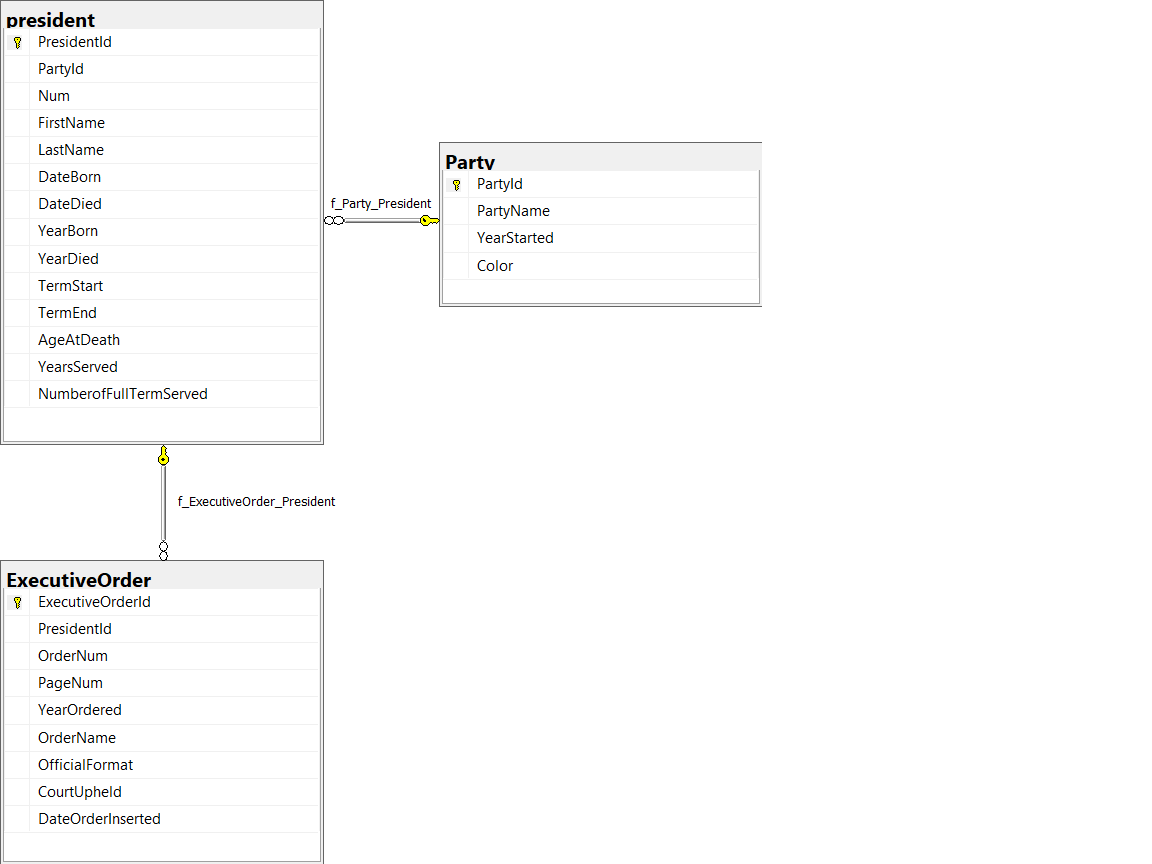 president
PresidentId
PartyId
Num
FirstName
LastName
DateBorn
DateDied
YearBorn
YearDied
TermStart
TermEnd
AgeAtDeath
YearsServed
NumberofFullTermServed
f_Party_President
Party
PartyId
PartyName
YearStarted
Color
f_ExecutiveOrder_President
ExecutiveOrder
ExecutiveOrderId
PresidentId
OrderNum
PageNum
YearOrdered
OrderName
OfficialFormat
CourtUpheld
DateOrderInserted